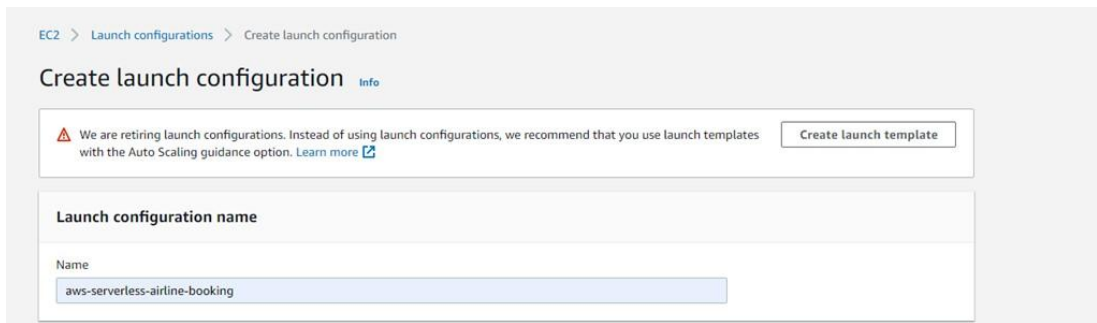 EC2 > Launch configurations > Create launch configuration
Create launch configuration Info
We are retiring launch configurations. Instead of using launch configurations, we recommend that you use launch templates
with the Auto Scaling guidance option. Learn more
Create launch template
Launch configuration name
Name
aws-serverless-airline-booking